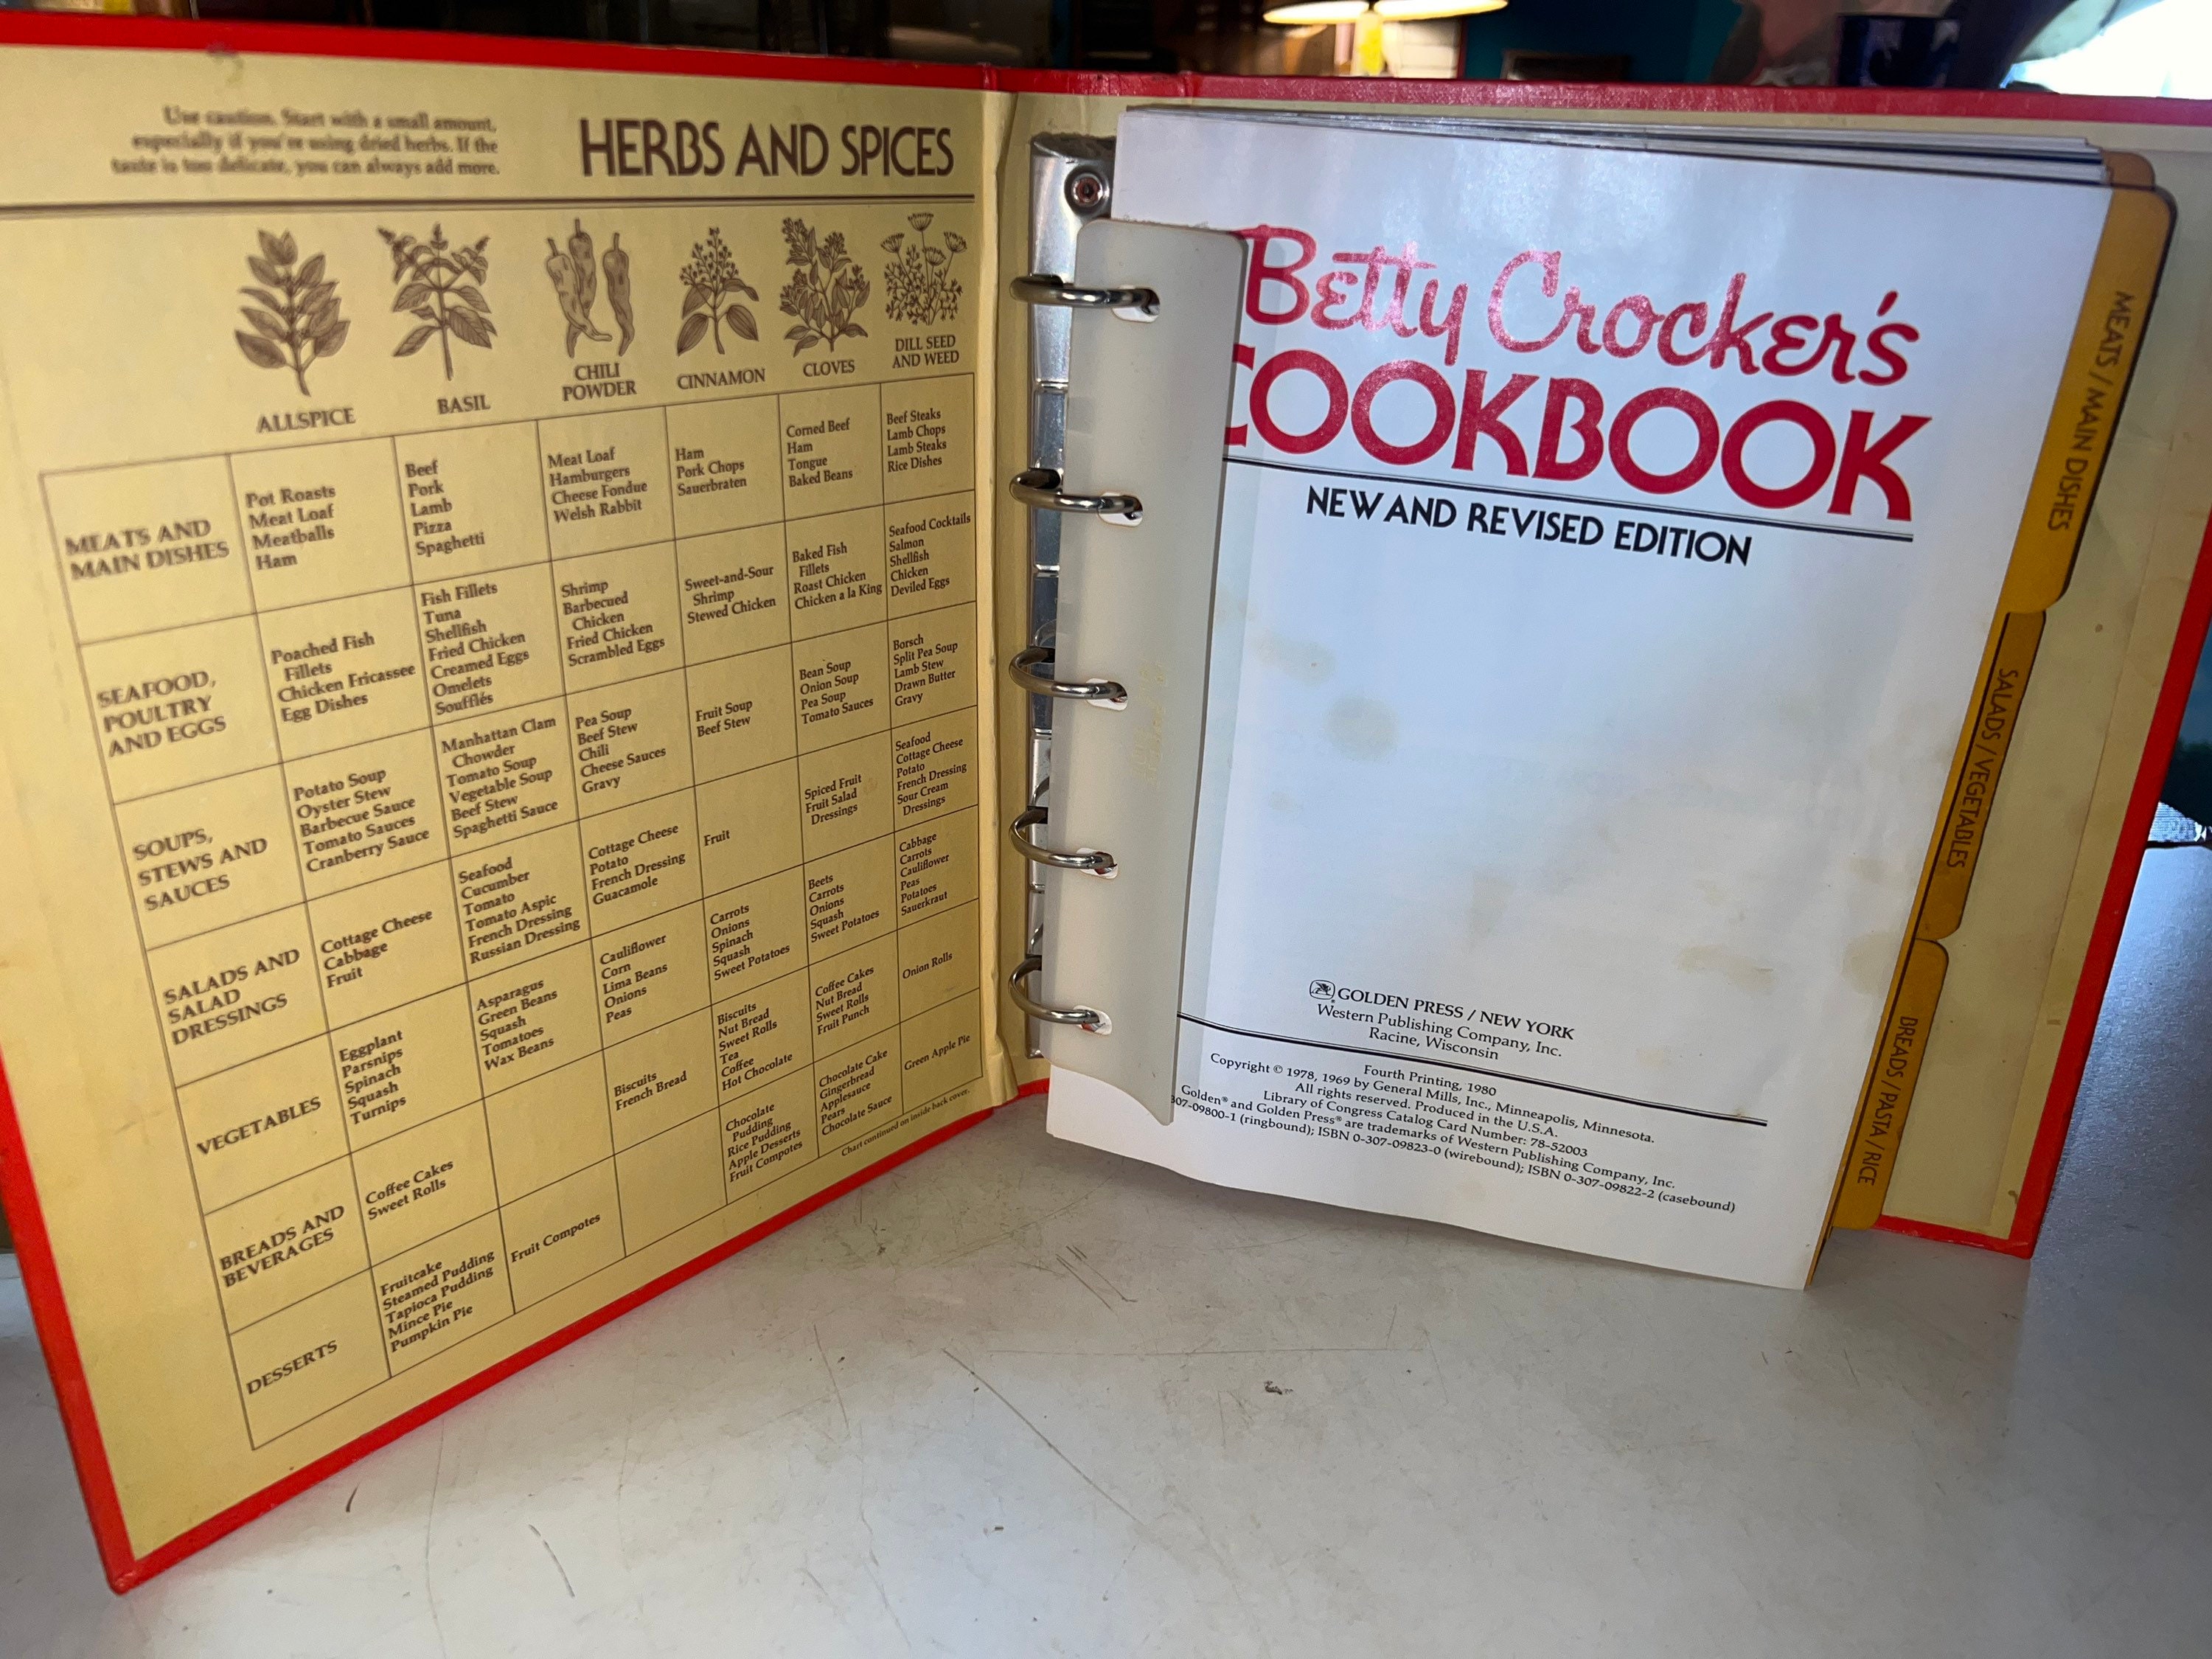 Use caution. Start with a small amount,
especially if you're using dried herbs. If the
taste is too delicate, you can always add more.
HERBS AND SPICES
ALLSPICE
BASIL
CHILI
POWDER
CINNAMON
CLOVES
DILL SEED
AND WEED
MEATS AND
MAIN DISHES
Pot Roasts
Meat Loaf
Meatballs
Ham
Beef
Pork
Lamb
Pizza
Spaghetti
Meat Loaf
Hamburgers
Cheese Fondue
Welsh Rabbit
Ham
Pork Chops
Sauerbraten
Corned Beef
Ham
Tongue
Baked Beans
Beef Steaks
Lamb Chops
Lamb Steaks
Rice Dishes
SEAFOOD,
POULTRY
AND EGGS
Poached Fish
Fillets
Chicken Fricassee
Egg Dishes
Fish Fillets
Tuna
Shellfish
Fried Chicken
Creamed Eggs
Omelets
Soufflés
Shrimp
Barbecued
Chicken
Fried Chicken
Scrambled Eggs
Sweet-and-Sour
Shrimp
Stewed Chicken
Baked Fish
Fillets
Roast Chicken
Chicken a la King
Seafood Cocktails
Salmon
Shellfish
Chicken
Deviled Eggs
SOUPS,
STEWS AND
SAUCES
Potato Soup
Oyster Stew
Barbecue Sauce
Tomato Sauces
Cranberry Sauce
Manhattan Clam
Chowder
Tomato Soup
Vegetable Soup
Beef Stew
Spaghetti Sauce
Pea Soup
Beef Stew
Chili
Cheese Sauces
Gravy
Fruit Soup
Beef Stew
Bean Soup
Onion Soup
Pea Soup
Tomato Sauces
Borsch
Split Pea Soup
Lamb Stew
Drawn Butter
Gravy
SALADS AND
SALAD
DRESSINGS
Cottage Cheese
Cabbage
Fruit
Seafood
Cucumber
Tomato
Tomato Aspic
French Dressing
Russian Dressing
Cottage Cheese
Potato
French Dressing
Guacamole
Fruit
Spiced Fruit
Fruit Salad
Dressings
Seafood
Cottage Cheese
Potato
French Dressing
Sour Cream
Dressings
VEGETABLES
Eggplant
Parsnips
Spinach
Squash
Turnips
Asparagus
Green Beans
Squash
Tomatoes
Wax Beans
Cauliflower
Corn
Lima Beans
Onions
Peas
Carrots
Onions
Spinach
Squash
Sweet Potatoes
Beets
Carrots
Onions
Squash
Sweet Potatoes
Cabbage
Carrots
Cauliflower
Peas
Potatoes
Sauerkraut
BREADS AND
BEVERAGES
Coffee Cakes
Sweet Rolls
Biscuits
French Bread
Biscuits
Nut Bread
Sweet Rolls
Tea
Coffee
Hot Chocolate
Coffee Cakes
Nut Bread
Sweet Rolls
Fruit Punch
Onion Rolls
DESSERTS
Fruitcake
Steamed Pudding
Tapioca Pudding
Mince Pie
Pumpkin Pie
Fruit Compotes
Chocolate
Pudding
Rice Pudding
Apple Desserts
Fruit Compotes
Chocolate Cake
Gingerbread
Applesauce
Pears
Chocolate Sauce
Green Apple Pie
Chart continued on inside back cover.
Betty Crocker's
COOKBOOK
NEW AND REVISED EDITION
GOLDEN PRESS / NEW YORK
Western Publishing Company, Inc.
Racine, Wisconsin
Fourth Printing, 1980
Copyright © 1978, 1969 by General Mills, Inc., Minneapolis, Minnesota.
All rights reserved. Produced in the U.S.A.
Library of Congress Catalog Card Number: 78-52003
Golden® and Golden Press® are trademarks of Western Publishing Company, Inc.
307-09800-1 (ringbound); ISBN 0-307-09823-0 (wirebound); ISBN 0-307-09822-2 (casebound)
MEATS / MAIN DISHES
SALADS / VEGETABLES
BREADS / PASTA / RICE